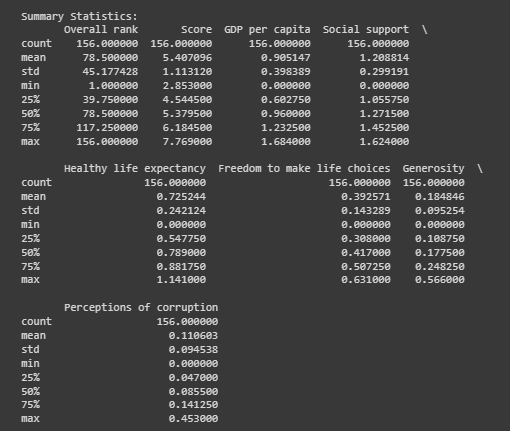 Summary Statistics:
Overall rank Score GDP per capita Social support \
count 156.000000 156.000000 156.000000 156.000000
mean 78.500000 5.407096 0.905147 1.208814
std 45.177428 1.113120 0.398389 0.299191
min 1.000000 2.853000 0.000000 0.000000
25% 39.750000 4.544500 0.602750 1.055750
50% 78.500000 5.379500 0.960000 1.271500
75% 117.250000 6.184500 1.232500 1.452500
max 156.000000 7.769000 1.684000 1.624000
Healthy life expectancy Freedom to make life choices Generosity \
count 156.000000 156.000000 156.000000
mean 0.725244 0.392571 0.184846
std 0.242124 0.143289 0.095254
min 0.000000 0.000000 0.000000
25% 0.547750 0.308000 0.108750
50% 0.789000 0.417000 0.177500
75% 0.881750 0.507250 0.248250
max 1.141000 0.631000 0.566000
Perceptions of corruption
count 156.000000
mean 0.110603
std 0.094538
min 0.000000
25% 0.047000
50% 0.085500
75% 0.141250
max 0.453000